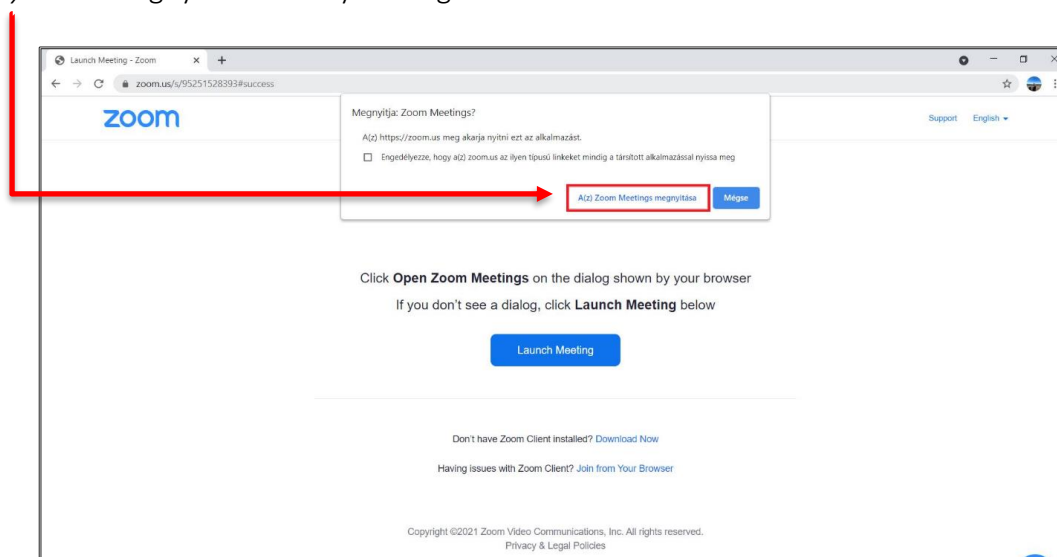 Launch Meeting - Zoom
zoom.us/s/95251528393#success
zoom
Support English
Megnyitja: Zoom Meetings?
A(z) https://zoom.us meg akarja nyitni ezt az alkalmazást.
Engedélyezze, hogy a(z) zoom.us az ilyen típusú linkeket mindig a társított alkalmazással nyissa meg
A(z) Zoom Meetings megnyitása Mégse
Click Open Zoom Meetings on the dialog shown by your browser
If you don't see a dialog, click Launch Meeting below
Launch Meeting
Don't have Zoom Client installed? Download Now
Having issues with Zoom Client? Join from Your Browser
Copyright ©2021 Zoom Video Communications, Inc. All rights reserved.
Privacy & Legal Policies